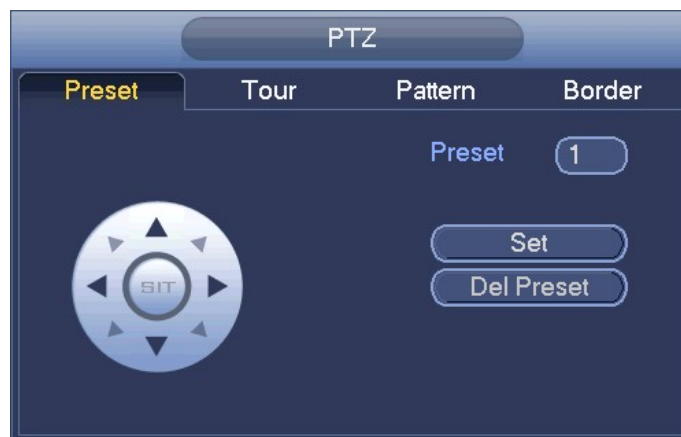 PTZ
Preset Tour Pattern Border
Preset 1
Set
SIT
Del Preset